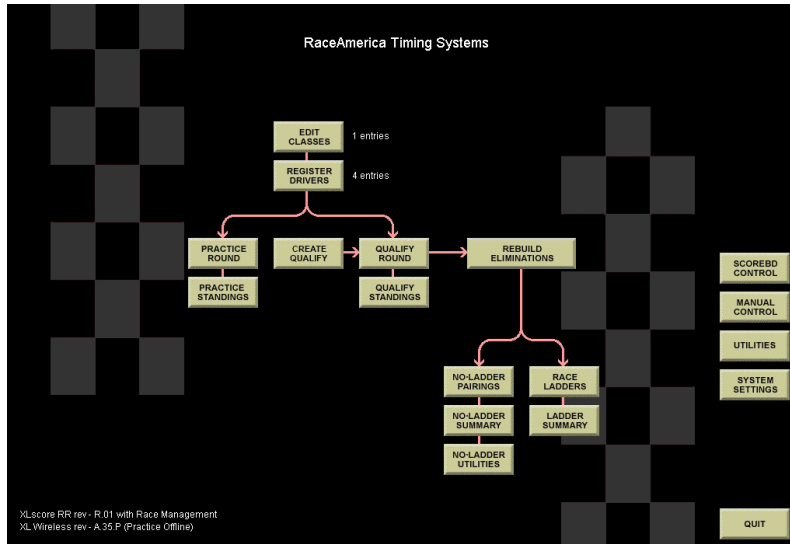 RaceAmerica Timing Systems
EDIT
CLASSES
1 entries
REGISTER
DRIVERS
4 entries
PRACTICE
ROUND
CREATE
QUALIFY
QUALIFY
ROUND
REBUILD
ELIMINATIONS
PRACTICE
STANDINGS
QUALIFY
STANDINGS
SCOREBD
CONTROL
MANUAL
CONTROL
UTILITIES
SYSTEM
SETTINGS
NO-LADDER
PAIRINGS
RACE
LADDERS
NO-LADDER
SUMMARY
LADDER
SUMMARY
NO-LADDER
UTILITIES
XLscore RR rev - R.01 with Race Management
XL Wireless rev - A.35.P (Practice Offline)
QUIT